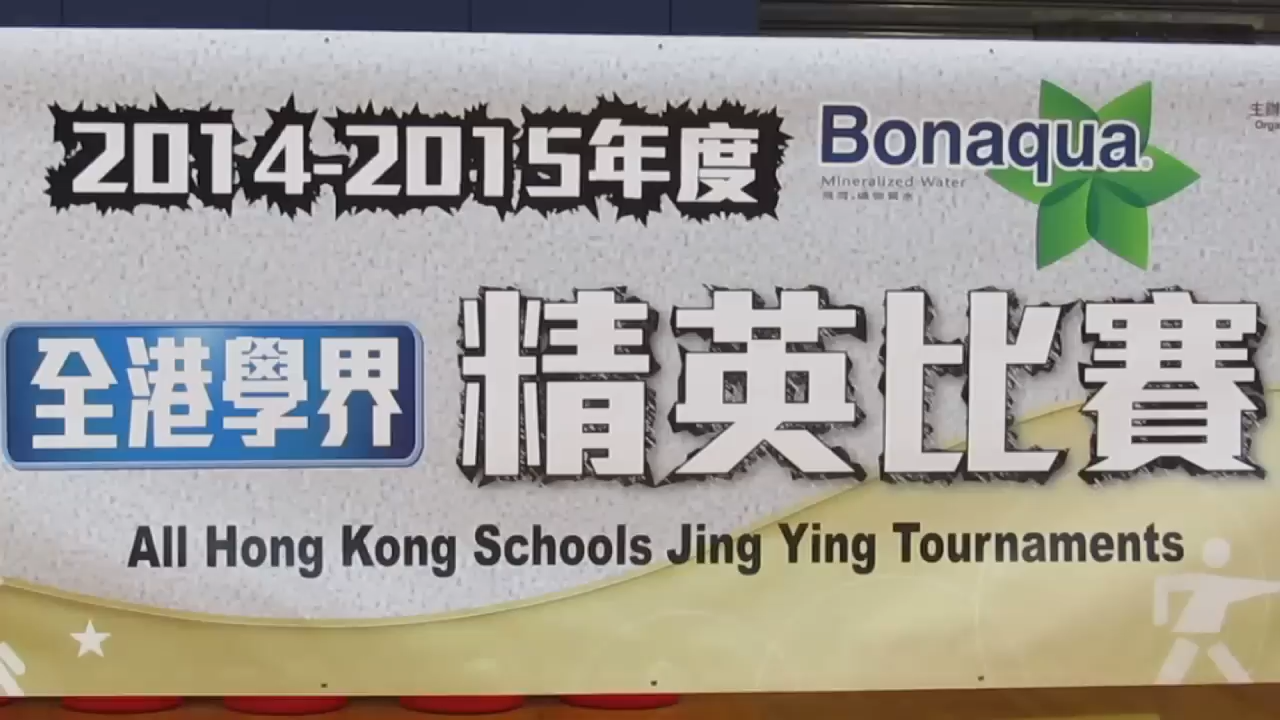 2014-2015年度
Bonaqua
Mineralized Water
全港學界 精英比賽
All Hong Kong Schools Jing Ying Tournaments